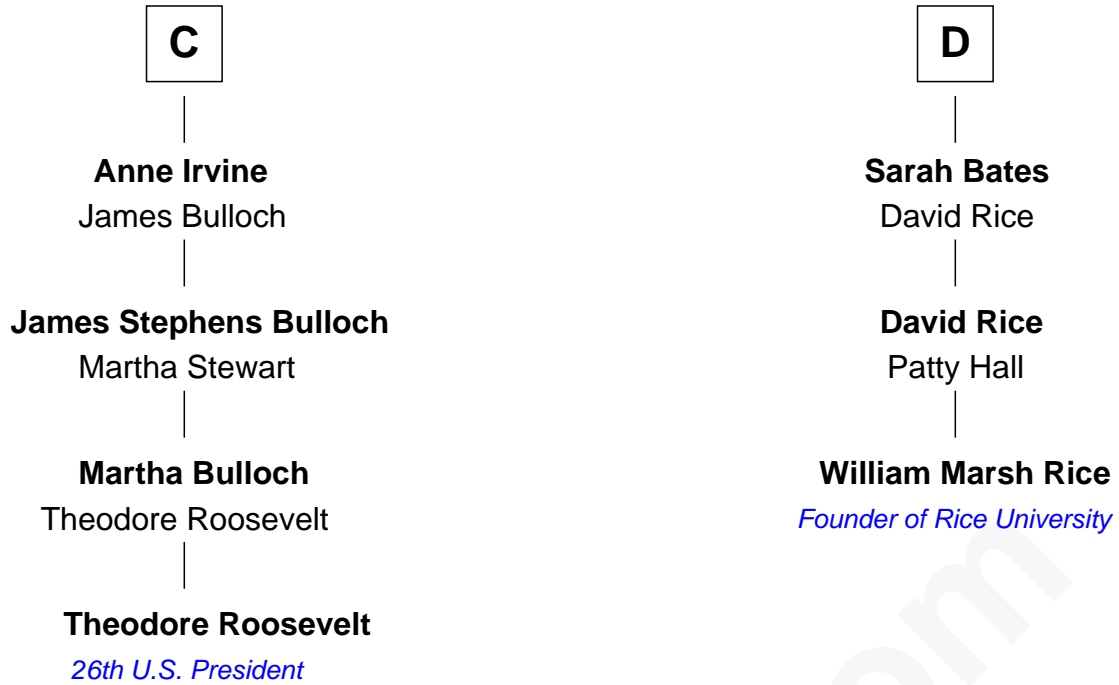 C
Anne Irvine
James Bulloch
James Stephens Bulloch
Martha Stewart
Martha Bulloch
Theodore Roosevelt
Theodore Roosevelt
26th U.S. President
D
Sarah Bates
David Rice
David Rice
Patty Hall
William Marsh Rice
Founder of Rice University